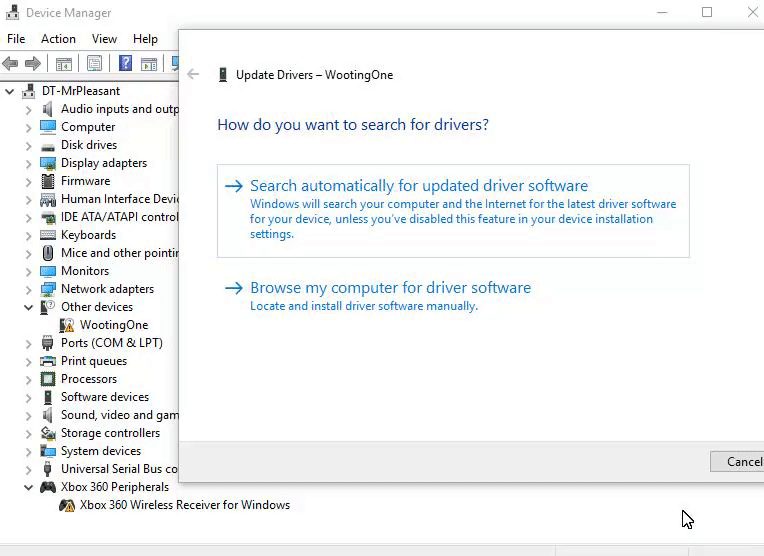 Device Manager
File Action View Help
DT-MrPleasant
Audio inputs and outp
Computer
Disk drives
Display adapters
Firmware
Human Interface Devic
IDE ATA/ATAPI control
Keyboards
Mice and other pointin
Monitors
Network adapters
Other devices
WootingOne
Ports (COM & LPT)
Print queues
Processors
Software devices
Sound, video and gam
Storage controllers
System devices
Universal Serial Bus co
Xbox 360 Peripherals
Xbox 360 Wireless Receiver for Windows
Update Drivers – WootingOne
How do you want to search for drivers?
Search automatically for updated driver software
Windows will search your computer and the Internet for the latest driver software
for your device, unless you've disabled this feature in your device installation
settings.
Browse my computer for driver software
Locate and install driver software manually.
Cancel